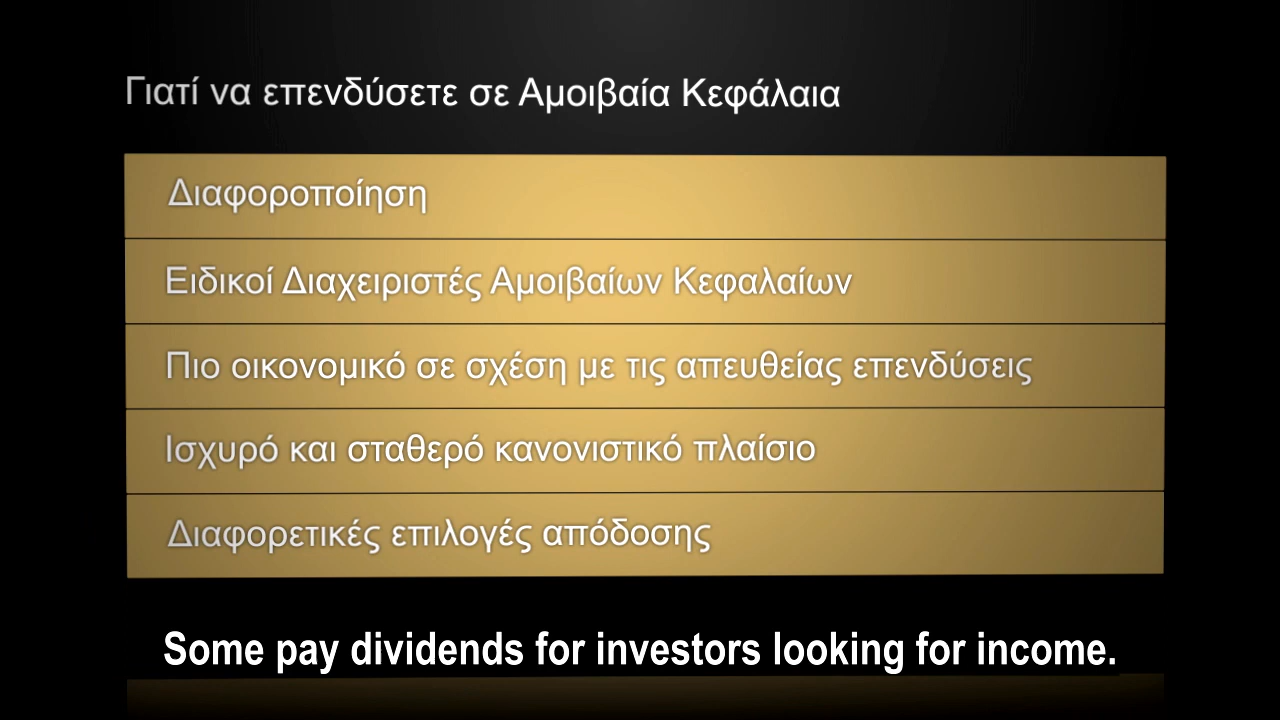 Γιατί να επενδύσετε σε Αμοιβαία Κεφάλαια
Διαφοροποίηση
Ειδικοί Διαχειριστές Αμοιβαίων Κεφαλαίων
Πιο οικονομικό σε σχέση με τις απευθείας επενδύσεις
Ισχυρό και σταθερό κανονιστικό πλαίσιο
Διαφορετικές επιλογές απόδοσης
Some pay dividends for investors looking for income.